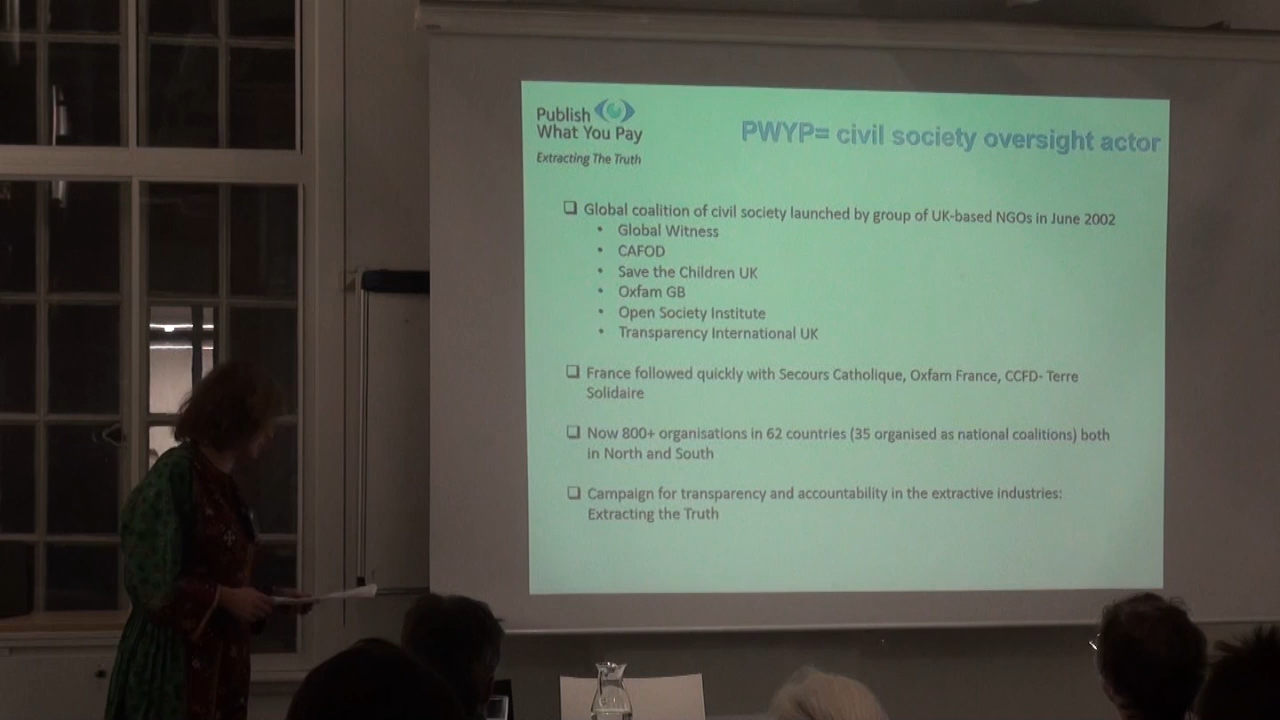 Publish
What You Pay
Extracting The Truth
PWYP= civil society oversight actor
❑ Global coalition of civil society launched by group of UK-based NGOs in June 2002
• Global Witness
• CAFOD
• Save the Children UK
• Oxfam GB
• Open Society Institute
• Transparency International UK
❑ France followed quickly with Secours Catholique, Oxfam France, CCFD- Terre
Solidaire
❑ Now 800+ organisations in 62 countries (35 organised as national coalitions) both
in North and South
❑ Campaign for transparency and accountability in the extractive industries:
Extracting the Truth